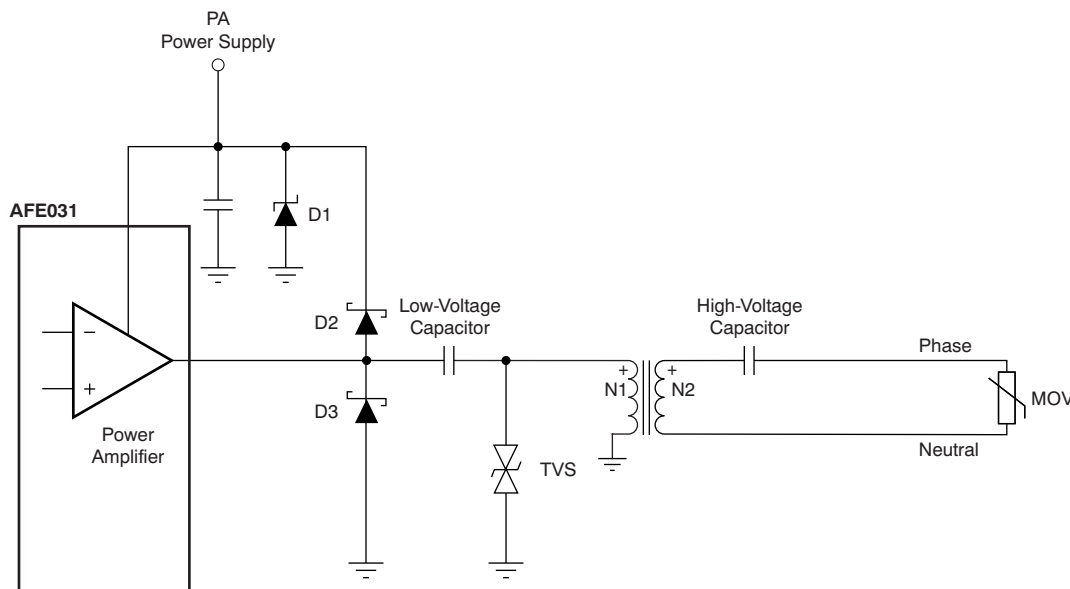 PA
Power Supply
AFE031
D1
D2
Low-Voltage
Capacitor
High-Voltage
Capacitor
Phase
−
+
N1
+
N2
MOV
+
D3
Power
Amplifier
Neutral
TVS